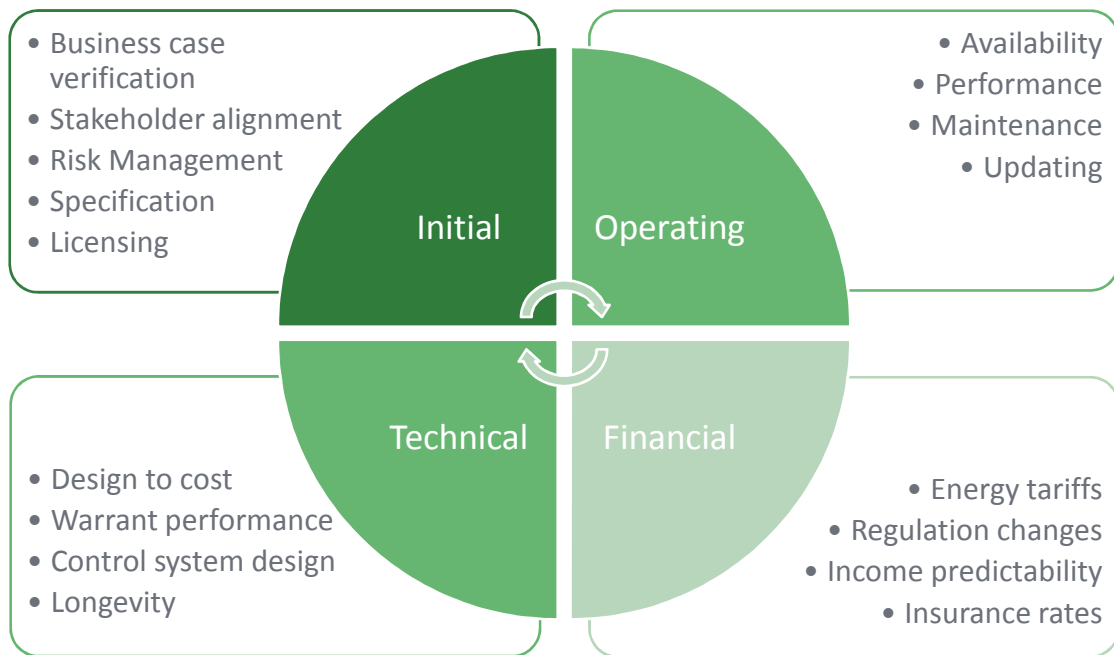 • Business case
verification
• Stakeholder alignment
• Risk Management
• Specification
• Licensing
• Availability
• Performance
• Maintenance
• Updating
Initial
Operating
Technical
Financial
• Design to cost
• Warrant performance
• Control system design
• Longevity
• Energy tariffs
• Regulation changes
• Income predictability
• Insurance rates